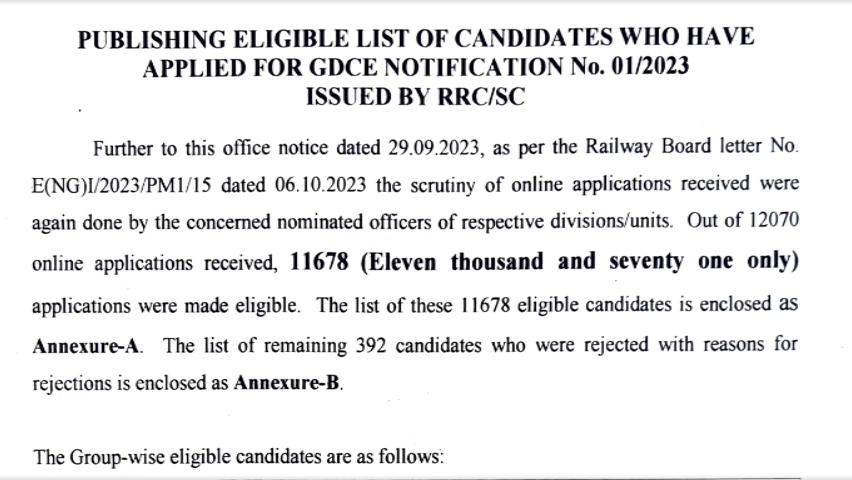 PUBLISHING ELIGIBLE LIST OF CANDIDATES WHO HAVE
APPLIED FOR GDCE NOTIFICATION No. 01/2023
ISSUED BY RRC/SC
Further to this office notice dated 29.09.2023, as per the Railway Board letter No.
E(NG)I/2023/PM1/15 dated 06.10.2023 the scrutiny of online applications received were
again done by the concerned nominated officers of respective divisions/units. Out of 12070
online applications received, 11678 (Eleven thousand and seventy one only)
applications were made eligible. The list of these 11678 eligible candidates is enclosed as
Annexure-A. The list of remaining 392 candidates who were rejected with reasons for
rejections is enclosed as Annexure-B.
The Group-wise eligible candidates are as follows: